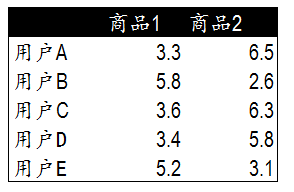 商品1 商品2
用户A 3.3 6.5
用户B 5.8 2.6
用户C 3.6 6.3
用户D 3.4 5.8
用户E 5.2 3.1